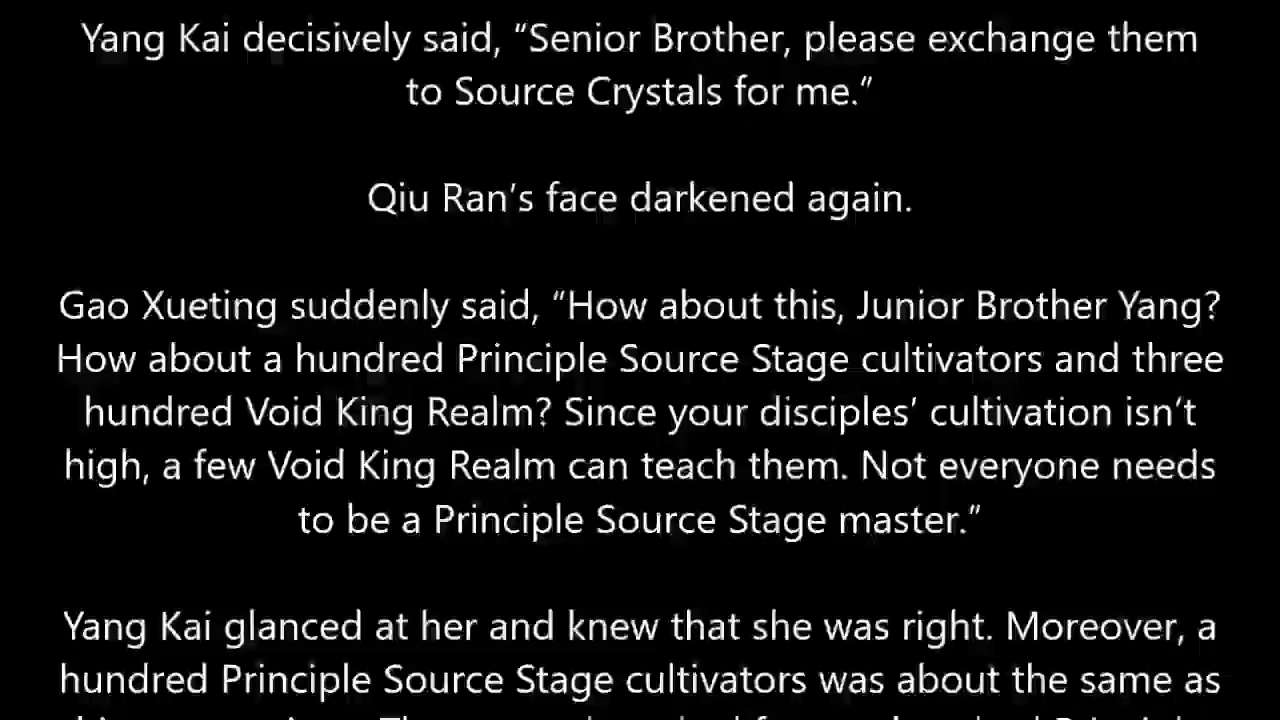 Yang Kai decisively said, “Senior Brother, please exchange them
to Source Crystals for me.”
Qiu Ran’s face darkened again.
Gao Xueting suddenly said, “How about this, Junior Brother Yang?
How about a hundred Principle Source Stage cultivators and three
hundred Void King Realm? Since your disciples’ cultivation isn’t
high, a few Void King Realm can teach them. Not everyone needs
to be a Principle Source Stage master.”
Yang Kai glanced at her and knew that she was right. Moreover, a
hundred Principle Source Stage cultivators was about the same as